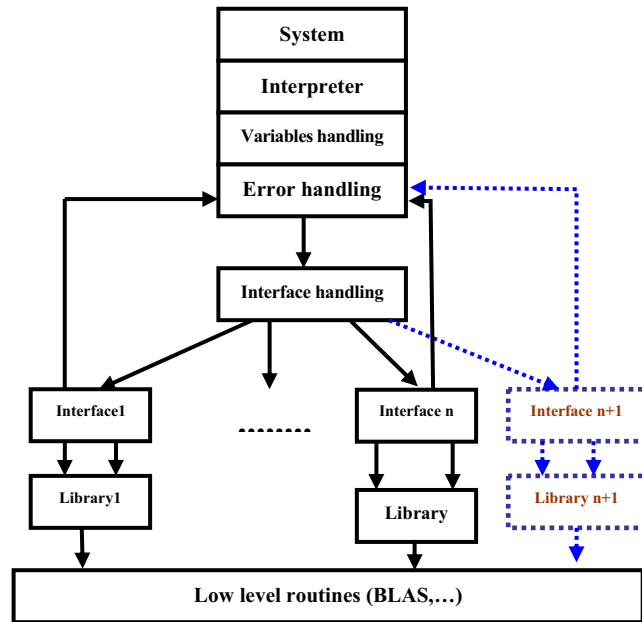 System
Interpreter
Variables handling
Error handling
Interface handling
Interface1
........
Interface n
Interface n+1
Library1
Library
Library n+1
Low level routines (BLAS,…)